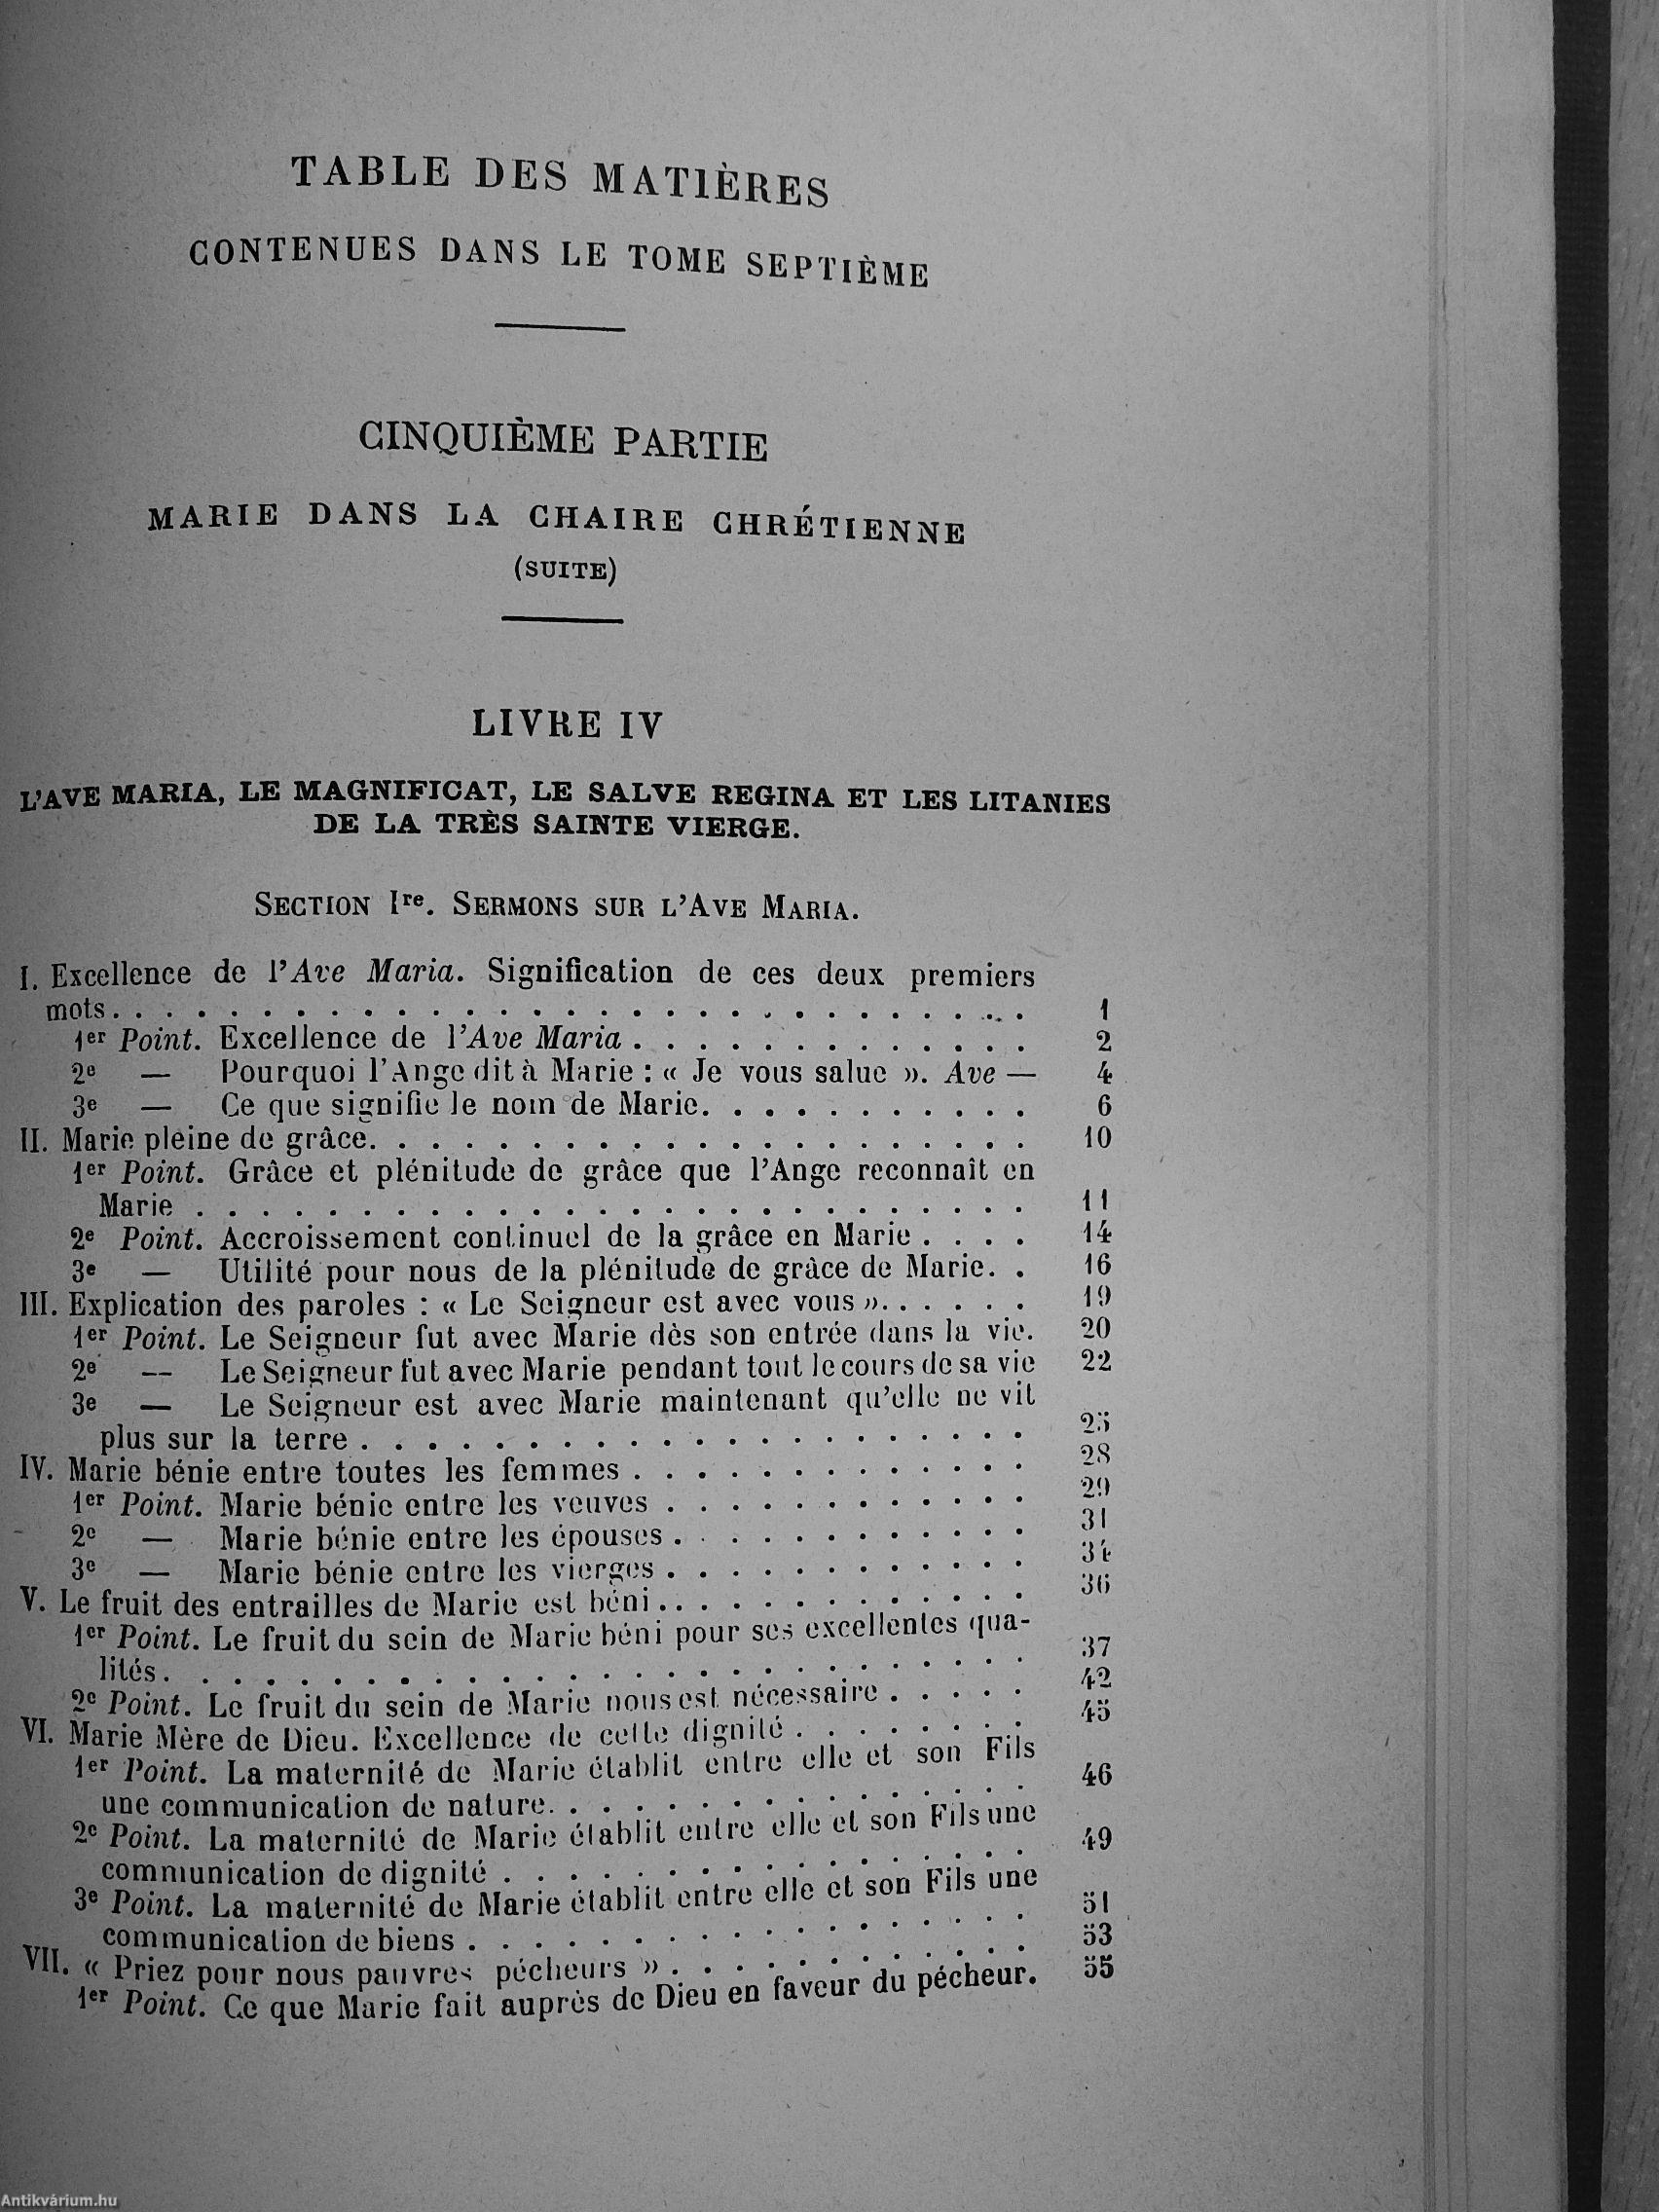 TABLE DES MATIÈRES
CONTENUES DANS LE TOME SEPTIÈME
CINQUIÈME PARTIE
MARIE DANS LA CHAIRE CHRÉTIENNE
(SUITE)
LIVRE IV
L'AVE MARIA, LE MAGNIFICAT, LE SALVE REGINA ET LES LITANIES
DE LA TRÈS SAINTE VIERGE.
SECTION Ire. SERMONS SUR L'AVE MARIA.
I. Excellence de l'Ave Maria. Signification de ces deux premiers
mots. . . . . . . . . . . . . . . . . . . . . . . . . . . . 1
1er Point. Excellence de l'Ave Maria . . . . . . . . . . . . 2
2e — Pourquoi l'Ange dit à Marie : « Je vous salue ». Ave — 4
3e — Ce que signifie le nom de Marie. . . . . . . . . . . 6
II. Marie pleine de grâce. . . . . . . . . . . . . . . . . . . . . 10
1er Point. Grâce et plénitude de grâce que l'Ange reconnaît en
Marie . . . . . . . . . . . . . . . . . . . . . . . . . . 11
2e Point. Accroissement continuel de la grâce en Marie . . . . 14
3e — Utilité pour nous de la plénitude de grâce de Marie. . 16
III. Explication des paroles : « Le Seigneur est avec vous ». . . . . . 19
1er Point. Le Seigneur fut avec Marie dès son entrée dans la vie. 20
2e — Le Seigneur fut avec Marie pendant tout le cours de sa vie 22
3e — Le Seigneur est avec Marie maintenant qu'elle ne vit
plus sur la terre . . . . . . . . . . . . . . . . . . . . . 25
IV. Marie bénie entre toutes les femmes . . . . . . . . . . . . 28
1er Point. Marie bénie entre les veuves . . . . . . . . . . . 29
2e — Marie bénie entre les épouses . . . . . . . . . . . 31
3e — Marie bénie entre les vierges . . . . . . . . . . . 34
V. Le fruit des entrailles de Marie est béni . . . . . . . . . . . . 36
1er Point. Le fruit du sein de Marie béni pour ses excellentes qua-
lités. . . . . . . . . . . . . . . . . . . . . . . . . . . 37
2e Point. Le fruit du sein de Marie nous est nécessaire . . . . . 42
VI. Marie Mère de Dieu. Excellence de cette dignité . . . . . . . . 45
1er Point. La maternité de Marie établit entre elle et son Fils
une communication de nature. . . . . . . . . . . . . . . 46
2e Point. La maternité de Marie établit entre elle et son Fils une
communication de dignité . . . . . . . . . . . . . . . . . 49
3e Point. La maternité de Marie établit entre elle et son Fils une
communication de biens . . . . . . . . . . . . . . . . . . 51
VII. « Priez pour nous pauvres pécheurs » . . . . . . . . . . . 53
1er Point. Ce que Marie fait auprès de Dieu en faveur du pécheur. 55
Antikvárium.hu